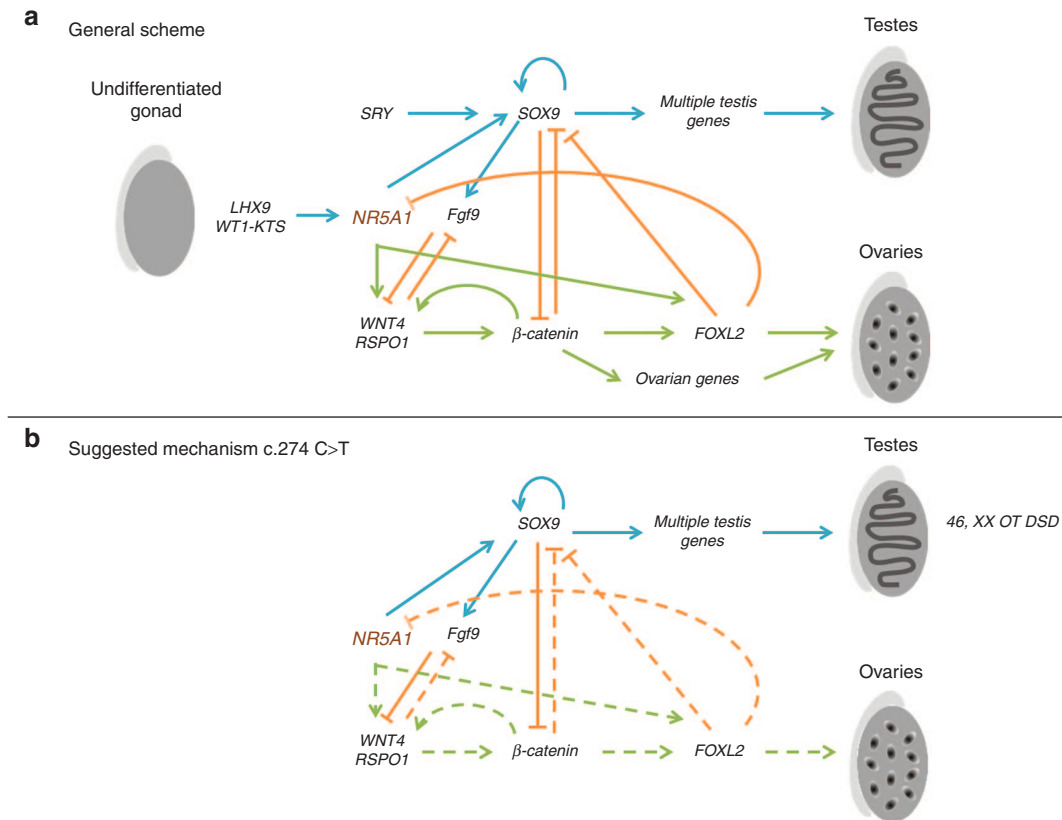 a
General scheme
Testes
Undifferentiated
gonad
SRY
SOX9
Multiple testis
genes
LHX9
WT1-KTS
NR5A1
Fgf9
Ovaries
WNT4
RSPO1
β-catenin
FOXL2
Ovarian genes
b
Suggested mechanism c.274 C>T
Testes
SOX9
Multiple testis
genes
46, XX OT DSD
NR5A1
Fgf9
Ovaries
WNT4
RSPO1
β-catenin
FOXL2